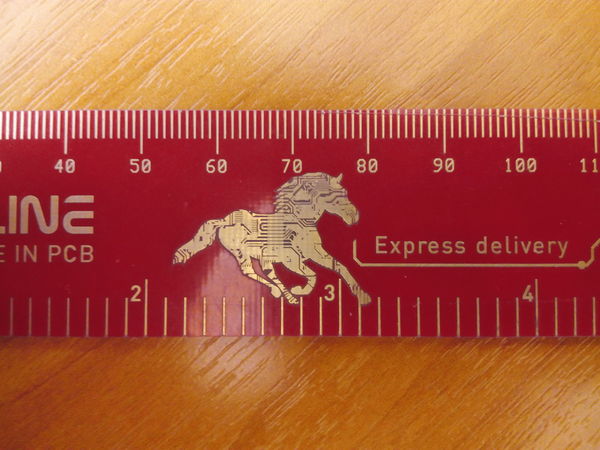 40 50 60 70 80 90 100
LINE
E IN PCB
Express delivery
2 3 4